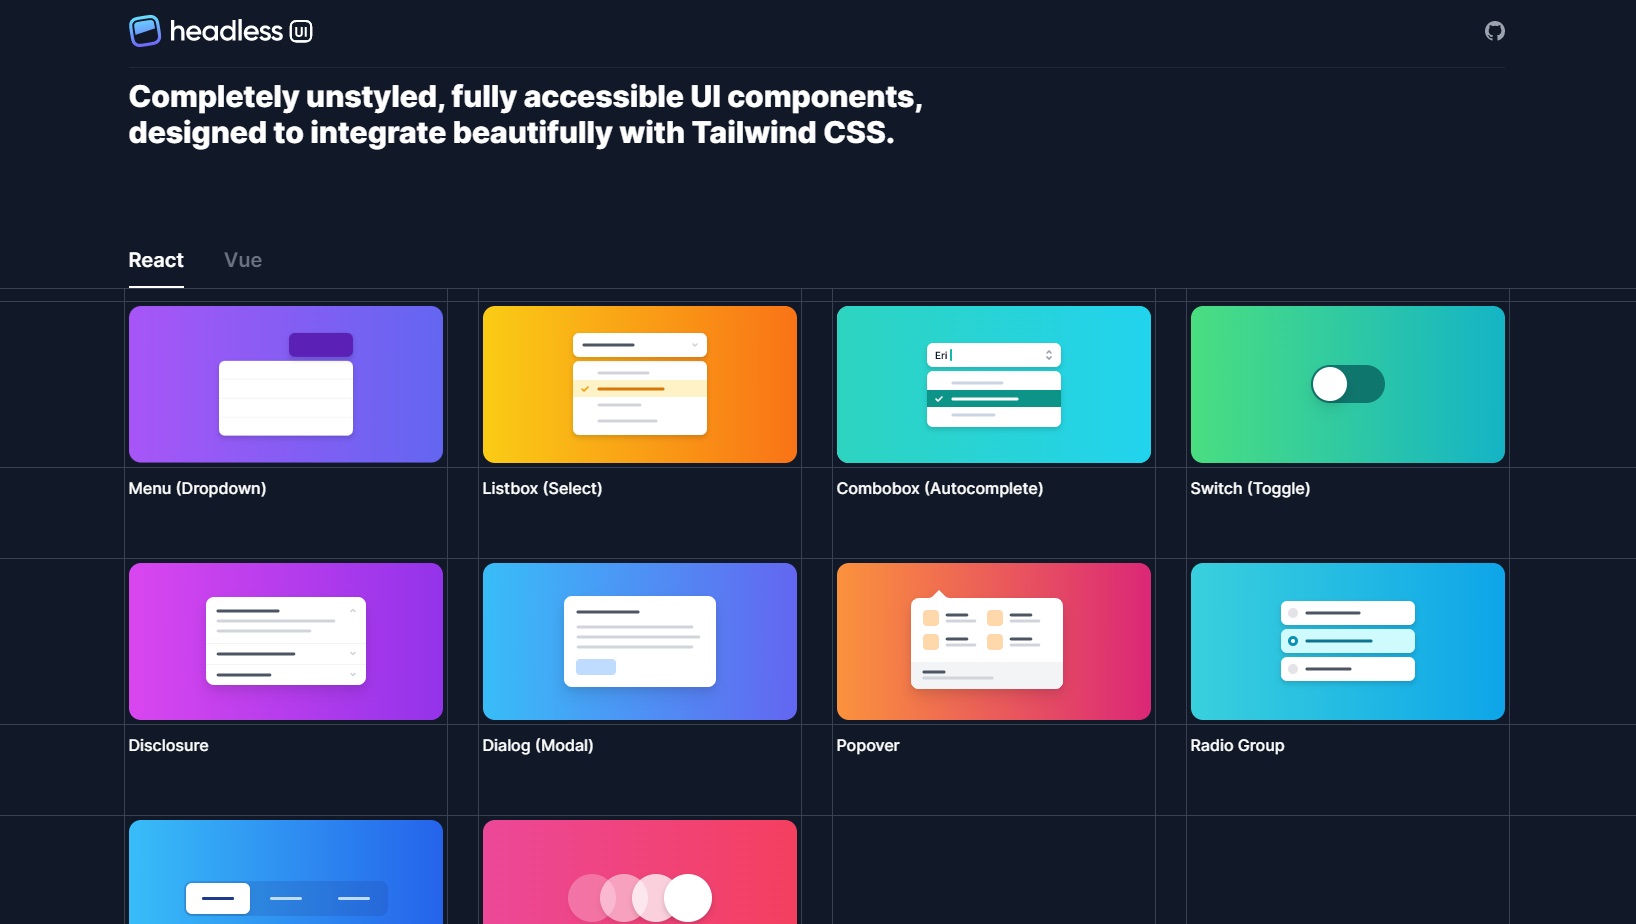 headless UI
Completely unstyled, fully accessible UI components,
designed to integrate beautifully with Tailwind CSS.
React
Vue
Eri
Menu (Dropdown)
Listbox (Select)
Combobox (Autocomplete)
Switch (Toggle)
Disclosure
Dialog (Modal)
Popover
Radio Group